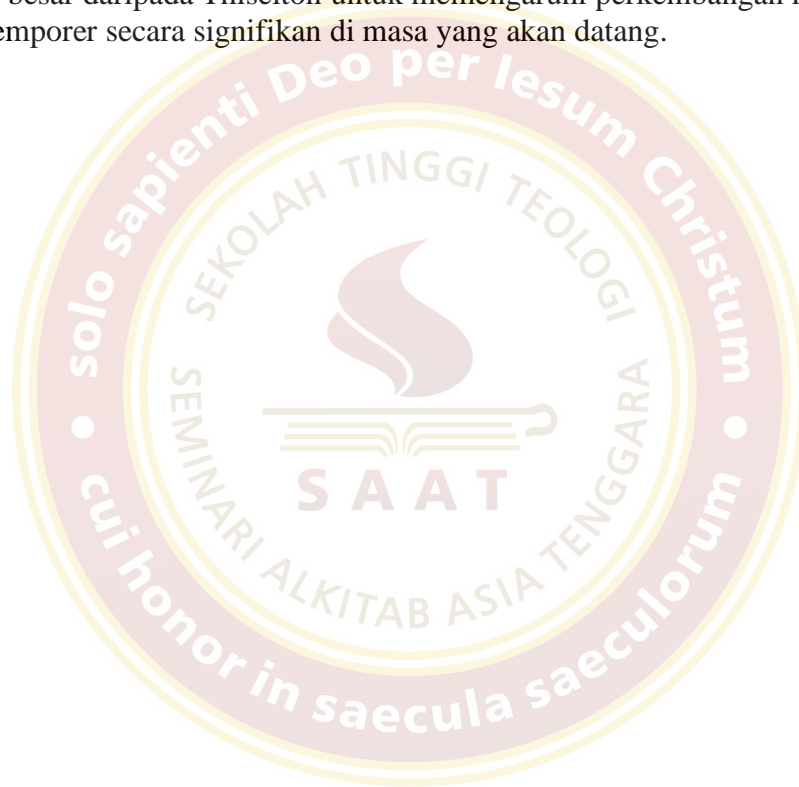 besar daripada Thiselton untuk memengaruhi perkembangan
emporer secara signifikan di masa yang akan datang.
solo sapienti Deo per Iesum Christum
SEKOLAH TINGGI TEOLOGI
SEMINARI ALKITAB ASIA TENGGARA
SAAT
cui honor in saecula saeculorum